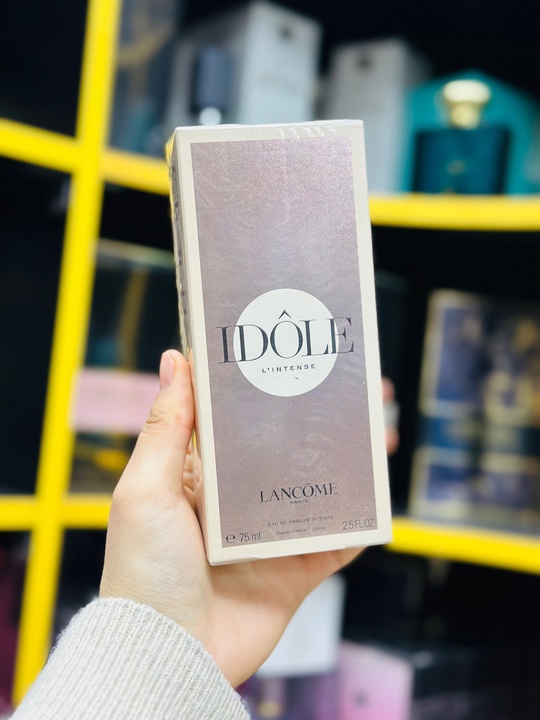 IDÔLE
L'INTENSE
LANCÔME
PARIS
EAU DE PARFUM INTENSE
℮ 75 ml
2.5 FL.OZ